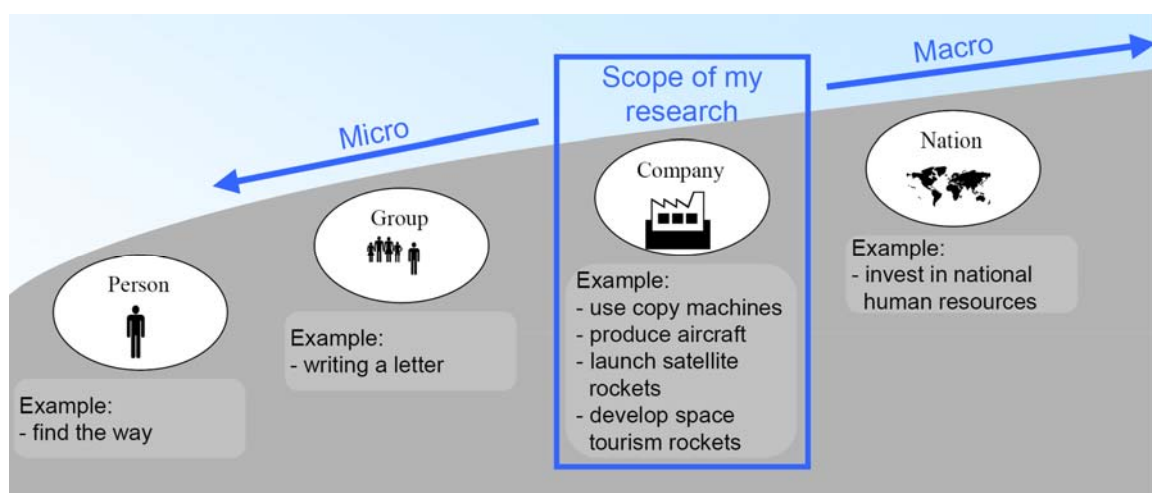 Micro
Scope of my
research
Macro
Person
Example:
- find the way
Group
Example:
- writing a letter
Company
Example:
- use copy machines
- produce aircraft
- launch satellite
rockets
- develop space
tourism rockets
Nation
Example:
- invest in national
human resources